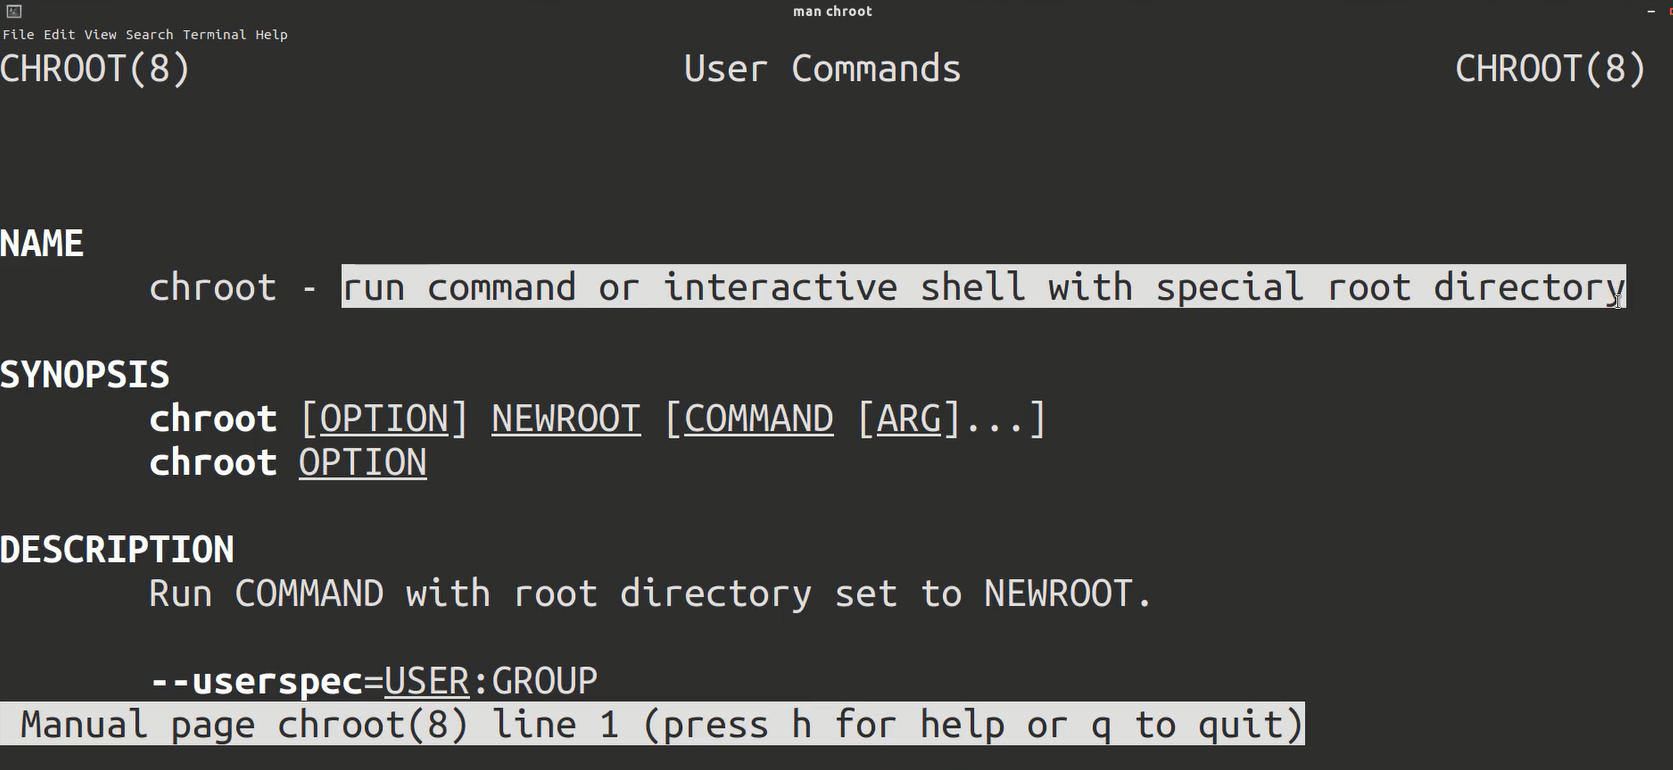 man chroot
File Edit View Search Terminal Help
CHROOT(8) User Commands CHROOT(8)
NAME
chroot - run command or interactive shell with special root directory
SYNOPSIS
chroot [OPTION] NEWROOT [COMMAND [ARG]...]
chroot OPTION
DESCRIPTION
Run COMMAND with root directory set to NEWROOT.
--userspec=USER:GROUP
Manual page chroot(8) line 1 (press h for help or q to quit)